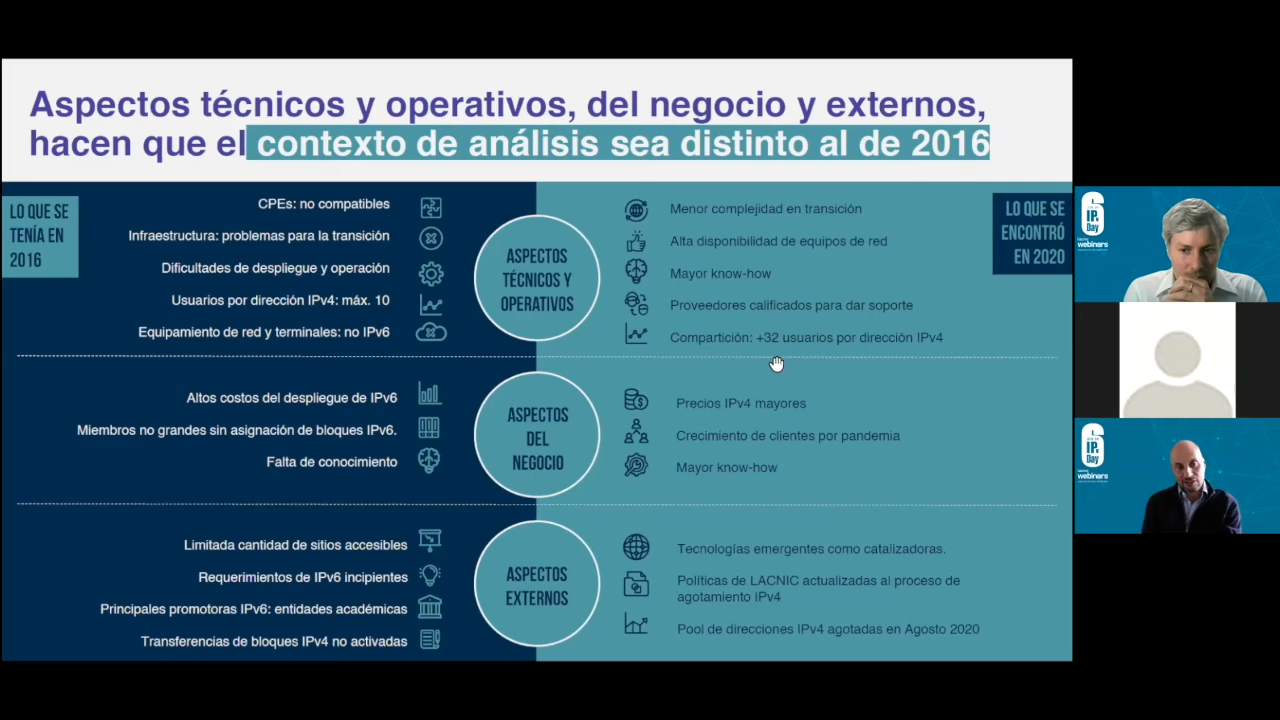 Aspectos técnicos y operativos, del negocio y externos,
hacen que el contexto de análisis sea distinto al de 2016
LO QUE SE
TENÍA EN
2016
CPEs: no compatibles
Infraestructura: problemas para la transición
Dificultades de despliegue y operación
Usuarios por dirección IPv4: máx. 10
Equipamiento de red y terminales: no IPv6
ASPECTOS
TÉCNICOS Y
OPERATIVOS
Menor complejidad en transición
Alta disponibilidad de equipos de red
Mayor know-how
Proveedores calificados para dar soporte
Compartición: +32 usuarios por dirección IPv4
LO QUE SE
ENCONTRÓ
EN 2020
Altos costos del despliegue de IPv6
Miembros no grandes sin asignación de bloques IPv6.
Falta de conocimiento
ASPECTOS
DEL
NEGOCIO
Precios IPv4 mayores
Crecimiento de clientes por pandemia
Mayor know-how
Limitada cantidad de sitios accesibles
Requerimientos de IPv6 incipientes
Principales promotoras IPv6: entidades académicas
Transferencias de bloques IPv4 no activadas
ASPECTOS
EXTERNOS
Tecnologías emergentes como catalizadoras.
Políticas de LACNIC actualizadas al proceso de
agotamiento IPv4
Pool de direcciones IPv4 agotadas en Agosto 2020
IPv6
Day
webinars
IPv6
Day
webinars